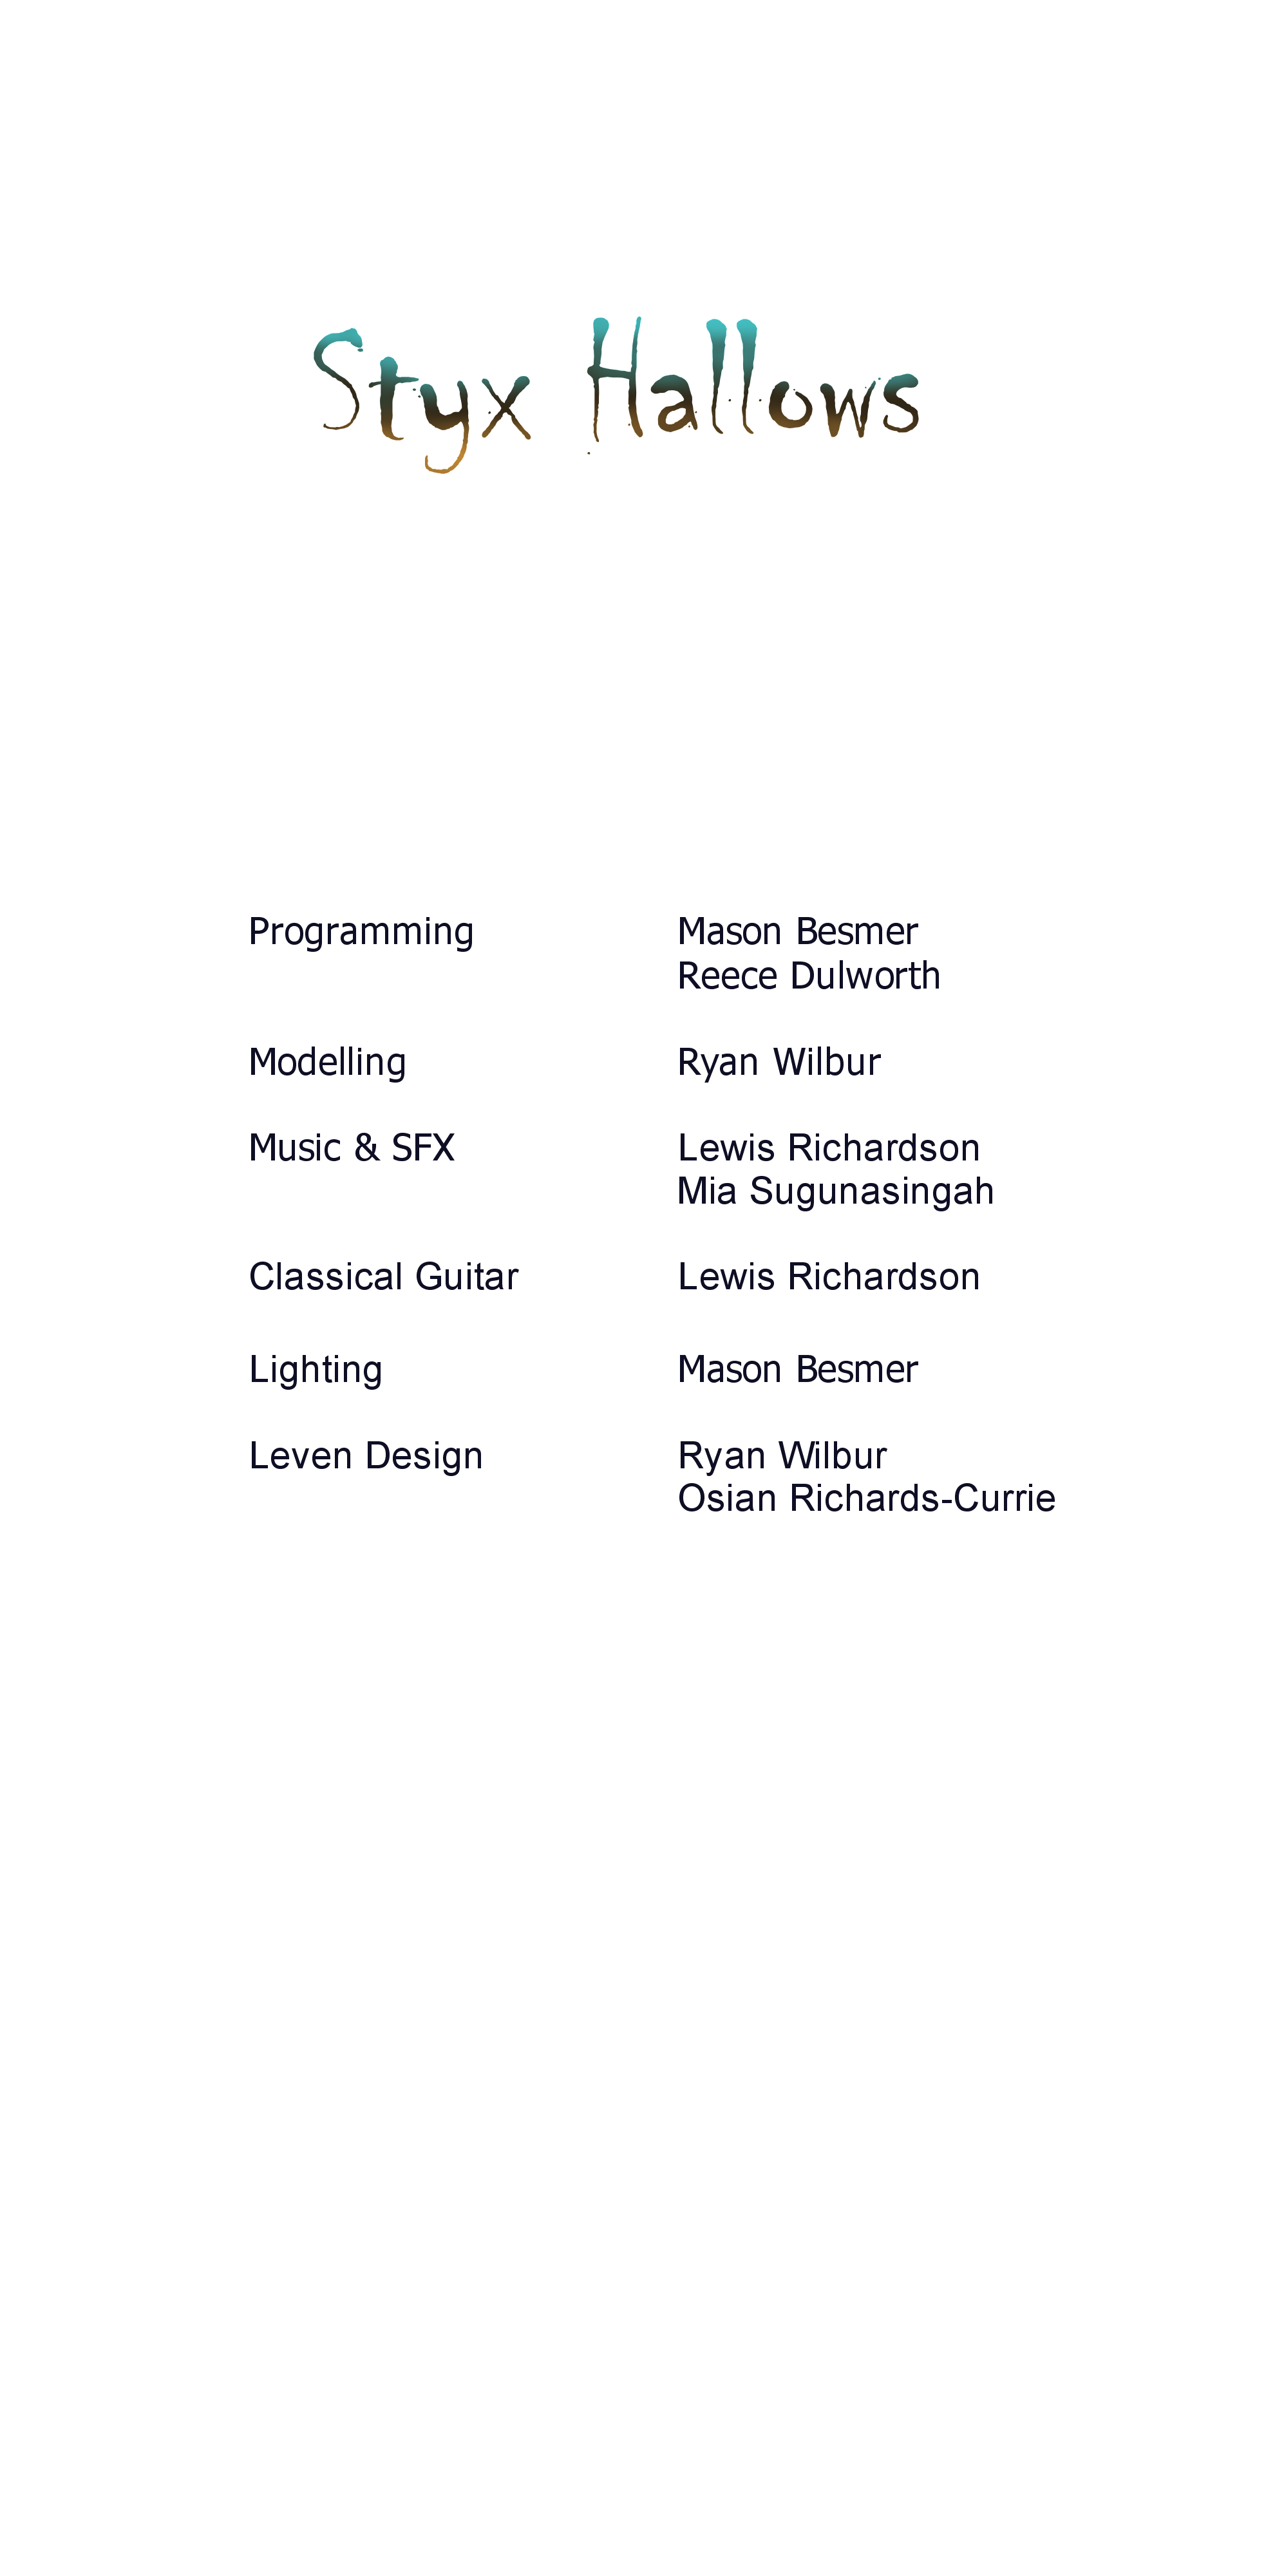 Styx Hallows
Programming Mason Besmer
Reece Dulworth
Modelling Ryan Wilbur
Music & SFX Lewis Richardson
Mia Sugunasingah
Classical Guitar Lewis Richardson
Lighting Mason Besmer
Leven Design Ryan Wilbur
Osian Richards-Currie